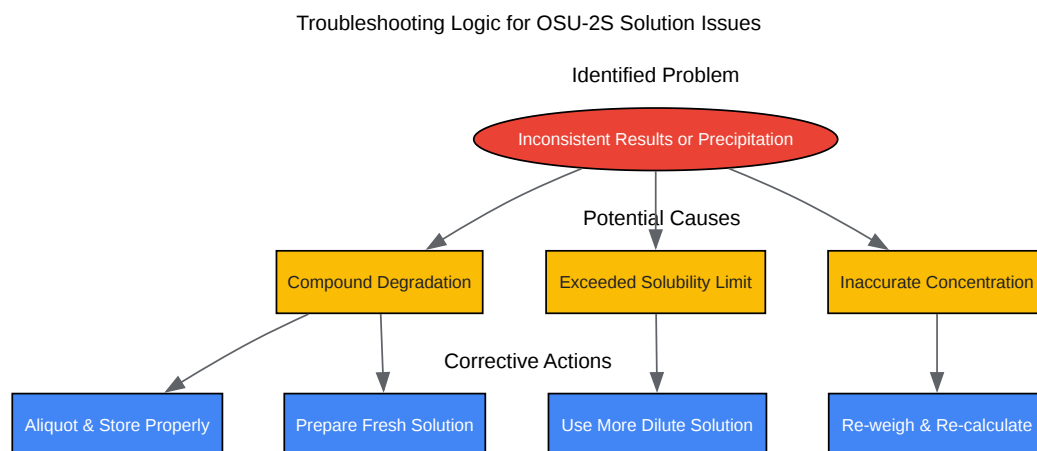 Troubleshooting Logic for OSU-2S Solution Issues
Identified Problem
Inconsistent Results or Precipitation
Potential Causes
Compound Degradation
Exceeded Solubility Limit
Inaccurate Concentration
Corrective Actions
Aliquot & Store Properly
Prepare Fresh Solution
Use More Dilute Solution
Re-weigh & Re-calculate